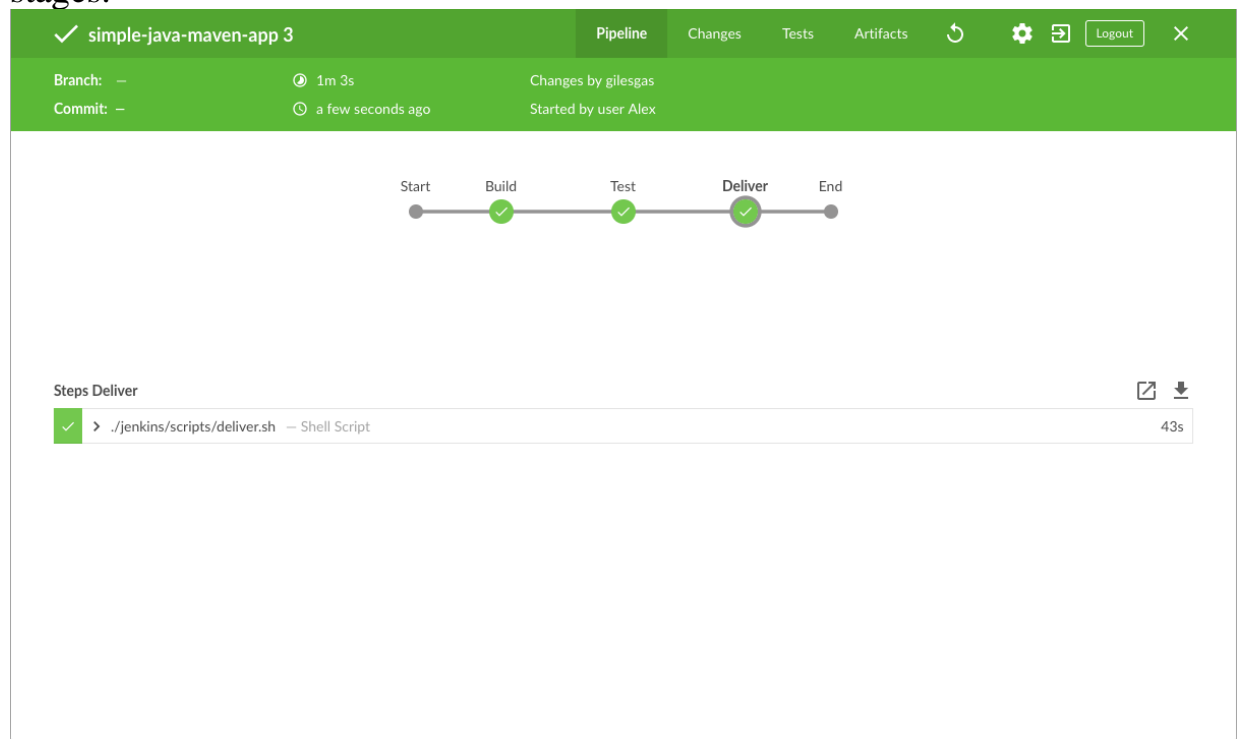 stages.
simple-java-maven-app 3 Pipeline Changes Tests Artifacts Logout
Branch: — 1m 3s Changes by gilesgas
Commit: — a few seconds ago Started by user Alex
Start Build Test Deliver End
Steps Deliver
./jenkins/scripts/deliver.sh — Shell Script 43s